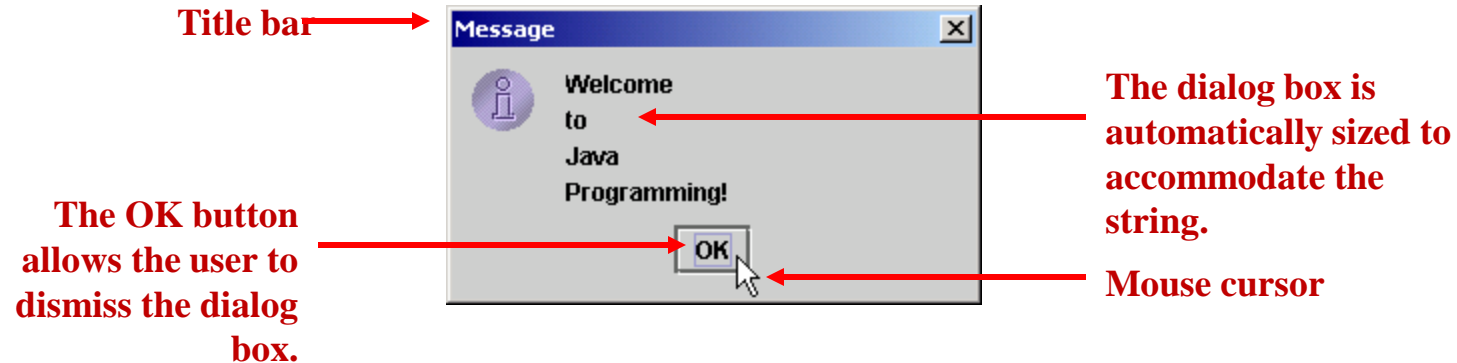 Title bar
Message
Welcome
to
Java
Programming!
OK
The dialog box is
automatically sized to
accommodate the
string.
The OK button
allows the user to
dismiss the dialog
box.
Mouse cursor